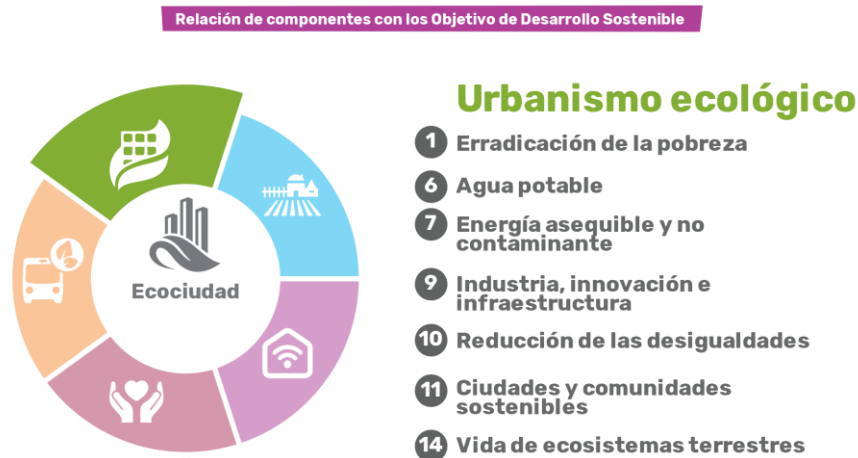 Relación de componentes con los Objetivo de Desarrollo Sostenible
Urbanismo ecológico
1 Erradicación de la pobreza
6 Agua potable
7 Energía asequible y no
contaminante
9 Industria, innovación e
infraestructura
10 Reducción de las desigualdades
11 Ciudades y comunidades
sostenibles
14 Vida de ecosistemas terrestres
Ecociudad